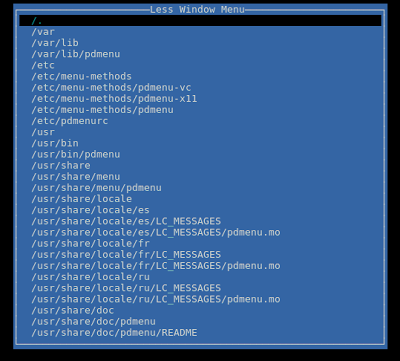 Less Window Menu
/.
/var
/var/lib
/var/lib/pdmenu
/etc
/etc/menu-methods
/etc/menu-methods/pdmenu-vc
/etc/menu-methods/pdmenu-x11
/etc/menu-methods/pdmenu
/etc/pdmenurc
/usr
/usr/bin
/usr/bin/pdmenu
/usr/share
/usr/share/menu
/usr/share/menu/pdmenu
/usr/share/locale
/usr/share/locale/es
/usr/share/locale/es/LC_MESSAGES
/usr/share/locale/es/LC_MESSAGES/pdmenu.mo
/usr/share/locale/fr
/usr/share/locale/fr/LC_MESSAGES
/usr/share/locale/fr/LC_MESSAGES/pdmenu.mo
/usr/share/locale/ru
/usr/share/locale/ru/LC_MESSAGES
/usr/share/locale/ru/LC_MESSAGES/pdmenu.mo
/usr/share/doc
/usr/share/doc/pdmenu
/usr/share/doc/pdmenu/README